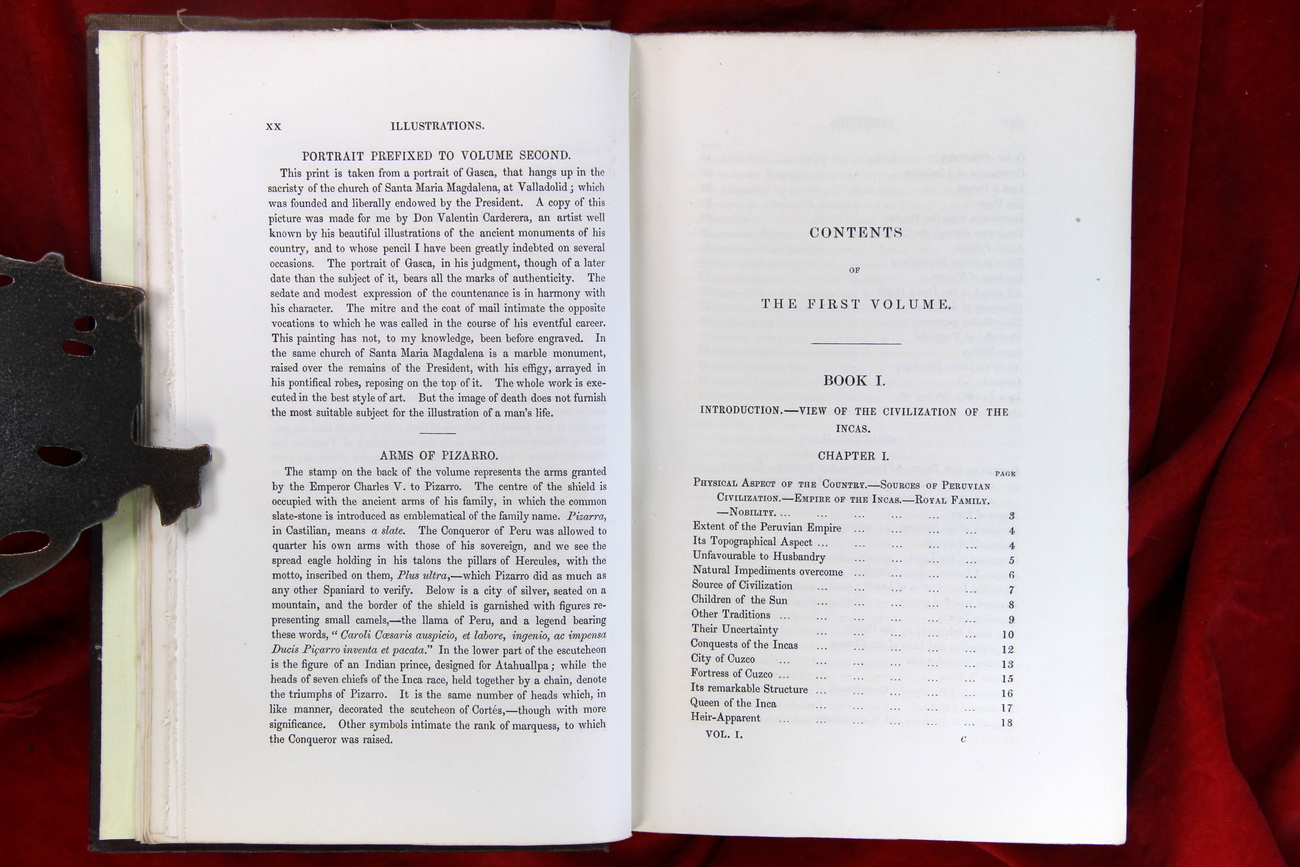 XX ILLUSTRATIONS.
PORTRAIT PREFIXED TO VOLUME SECOND.
This print is taken from a portrait of Gasca, that hangs up in the
sacristy of the church of Santa Maria Magdalena, at Valladolid; which
was founded and liberally endowed by the President. A copy of this
picture was made for me by Don Valentin Carderera, an artist well
known by his beautiful illustrations of the ancient monuments of his
country, and to whose pencil I have been greatly indebted on several
occasions. The portrait of Gasca, in his judgment, though of a later
date than the subject of it, bears all the marks of authenticity. The
sedate and modest expression of the countenance is in harmony with
his character. The mitre and the coat of mail intimate the opposite
vocations to which he was called in the course of his eventful career.
This painting has not, to my knowledge, been before engraved. In
the same church of Santa Maria Magdalena is a marble monument,
raised over the remains of the President, with his effigy, arrayed in
his pontifical robes, reposing on the top of it. The whole work is exe-
cuted in the best style of art. But the image of death does not furnish
the most suitable subject for the illustration of a man's life.
ARMS OF PIZARRO.
The stamp on the back of the volume represents the arms granted
by the Emperor Charles V. to Pizarro. The centre of the shield is
occupied with the ancient arms of his family, in which the common
slate-stone is introduced as emblematical of the family name. Pizarra,
in Castilian, means a slate. The Conqueror of Peru was allowed to
quarter his own arms with those of his sovereign, and we see the
spread eagle holding in his talons the pillars of Hercules, with the
motto, inscribed on them, Plus ultra,—which Pizarro did as much as
any other Spaniard to verify. Below is a city of silver, seated on a
mountain, and the border of the shield is garnished with figures re-
presenting small camels,—the llama of Peru, and a legend bearing
these words, " Caroli Cæsaris auspicio, et labore, ingenio, ac impensa
Ducis Piçarro inventa et pacata." In the lower part of the escutcheon
is the figure of an Indian prince, designed for Atahuallpa; while the
heads of seven chiefs of the Inca race, held together by a chain, denote
the triumphs of Pizarro. It is the same number of heads which, in
like manner, decorated the scutcheon of Cortés,—though with more
significance. Other symbols intimate the rank of marquess, to which
the Conqueror was raised.
CONTENTS
OF
THE FIRST VOLUME.
BOOK I.
INTRODUCTION.—VIEW OF THE CIVILIZATION OF THE
INCAS.
CHAPTER I.
PAGE
PHYSICAL ASPECT OF THE COUNTRY.—SOURCES OF PERUVIAN
CIVILIZATION.—EMPIRE OF THE INCAS.—ROYAL FAMILY.
—NOBILITY. ... ... ... ... ... ... 3
Extent of the Peruvian Empire ... ... ... ... 4
Its Topographical Aspect ... ... ... ... ... 4
Unfavourable to Husbandry ... ... ... ... ... 5
Natural Impediments overcome ... ... ... ... 6
Source of Civilization ... ... ... ... ... 7
Children of the Sun ... ... ... ... ... 8
Other Traditions ... ... ... ... ... ... 9
Their Uncertainty ... ... ... ... ... 10
Conquests of the Incas ... ... ... ... ... 12
City of Cuzco ... ... ... ... ... ... 13
Fortress of Cuzco ... ... ... ... ... ... 15
Its remarkable Structure ... ... ... ... ... 16
Queen of the Inca ... ... ... ... ... 17
Heir-Apparent ... ... ... ... ... ... 18
VOL. I. c